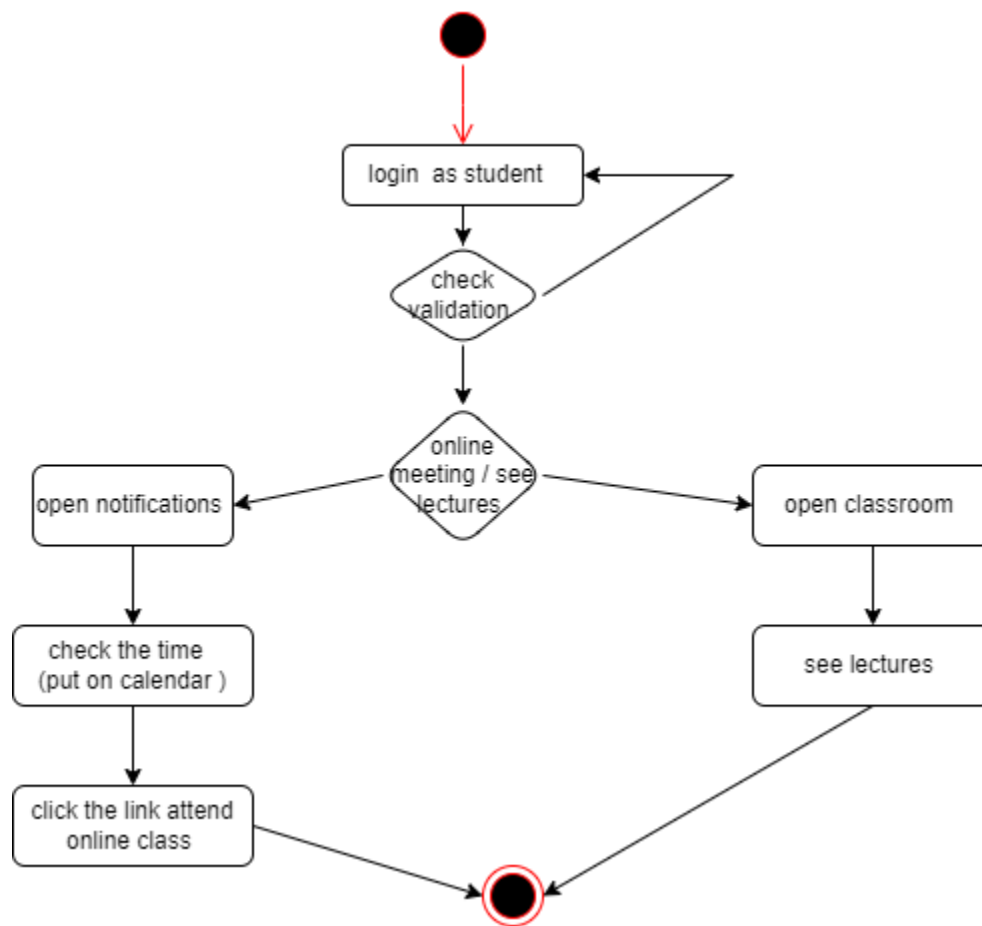 login  as student
check
validation
online
meeting / see
lectures
open notifications
open classroom
check the time
(put on calendar )
see lectures
click the link attend
online class